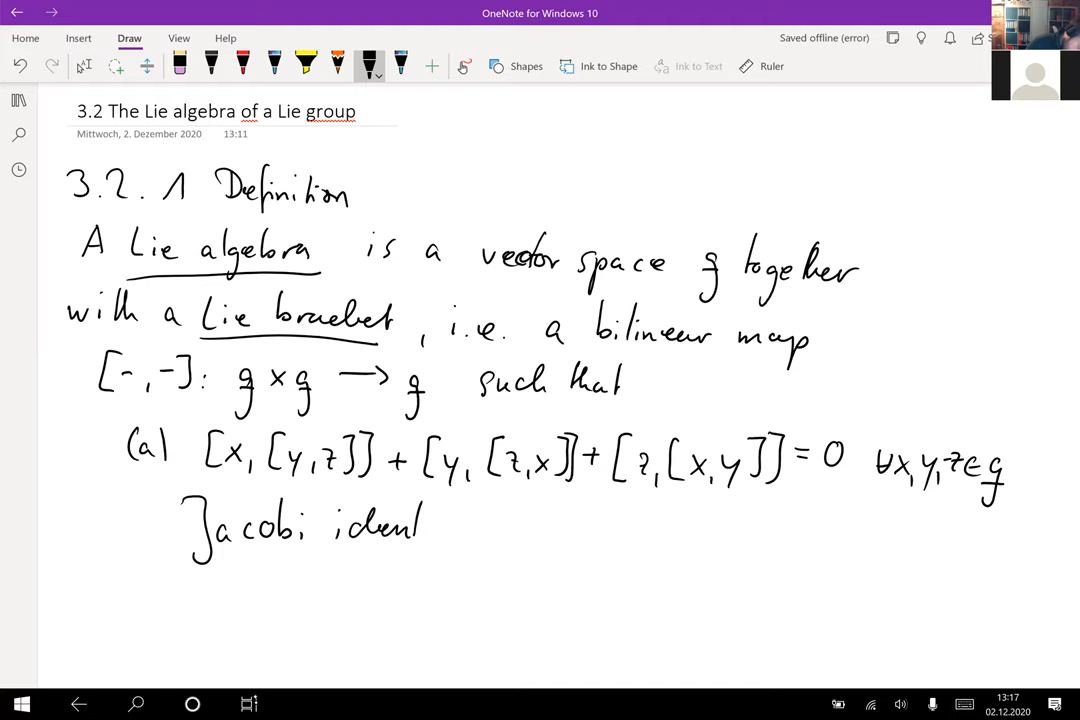 OneNote for Windows 10
Home Insert Draw View Help
Saved offline (error)
Shapes Ink to Shape Ink to Text Ruler
3.2 The Lie algebra of a Lie group
Mittwoch, 2. Dezember 2020 13:11
3.2.1 Definition
A Lie algebra is a vector space g together
with a Lie bracket, i.e. a bilinear map
[-,-]: g × g → g such that
(a) [x, [y,z]] + [y, [z,x]] + [z, [x,y]] = 0 ∀x,y,z ∈ g
Jacobi ident
13:17
02.12.2020